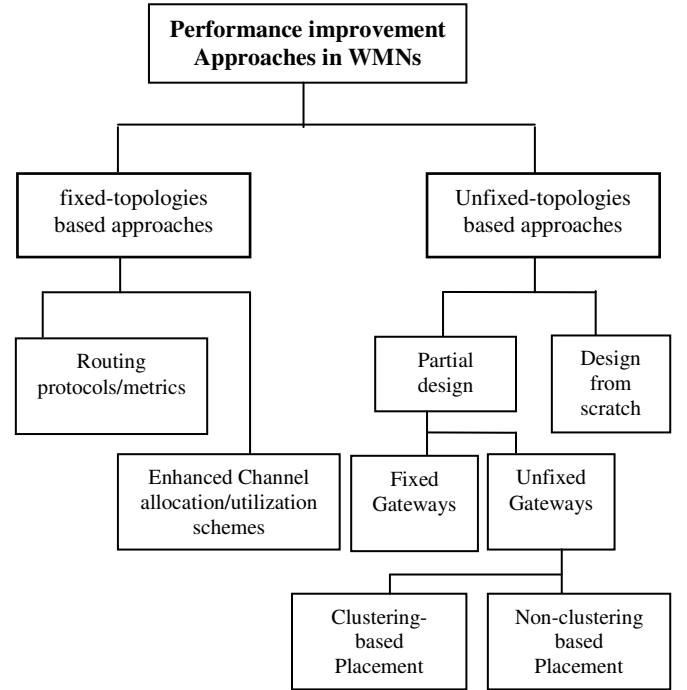 Performance improvement
Approaches in WMNs
fixed-topologies
based approaches
Unfixed-topologies
based approaches
Routing
protocols/metrics
Partial
design
Design
from
scratch
Enhanced Channel
allocation/utilization
schemes
Fixed
Gateways
Unfixed
Gateways
Clustering-
based
Placement
Non-clustering
based
Placement